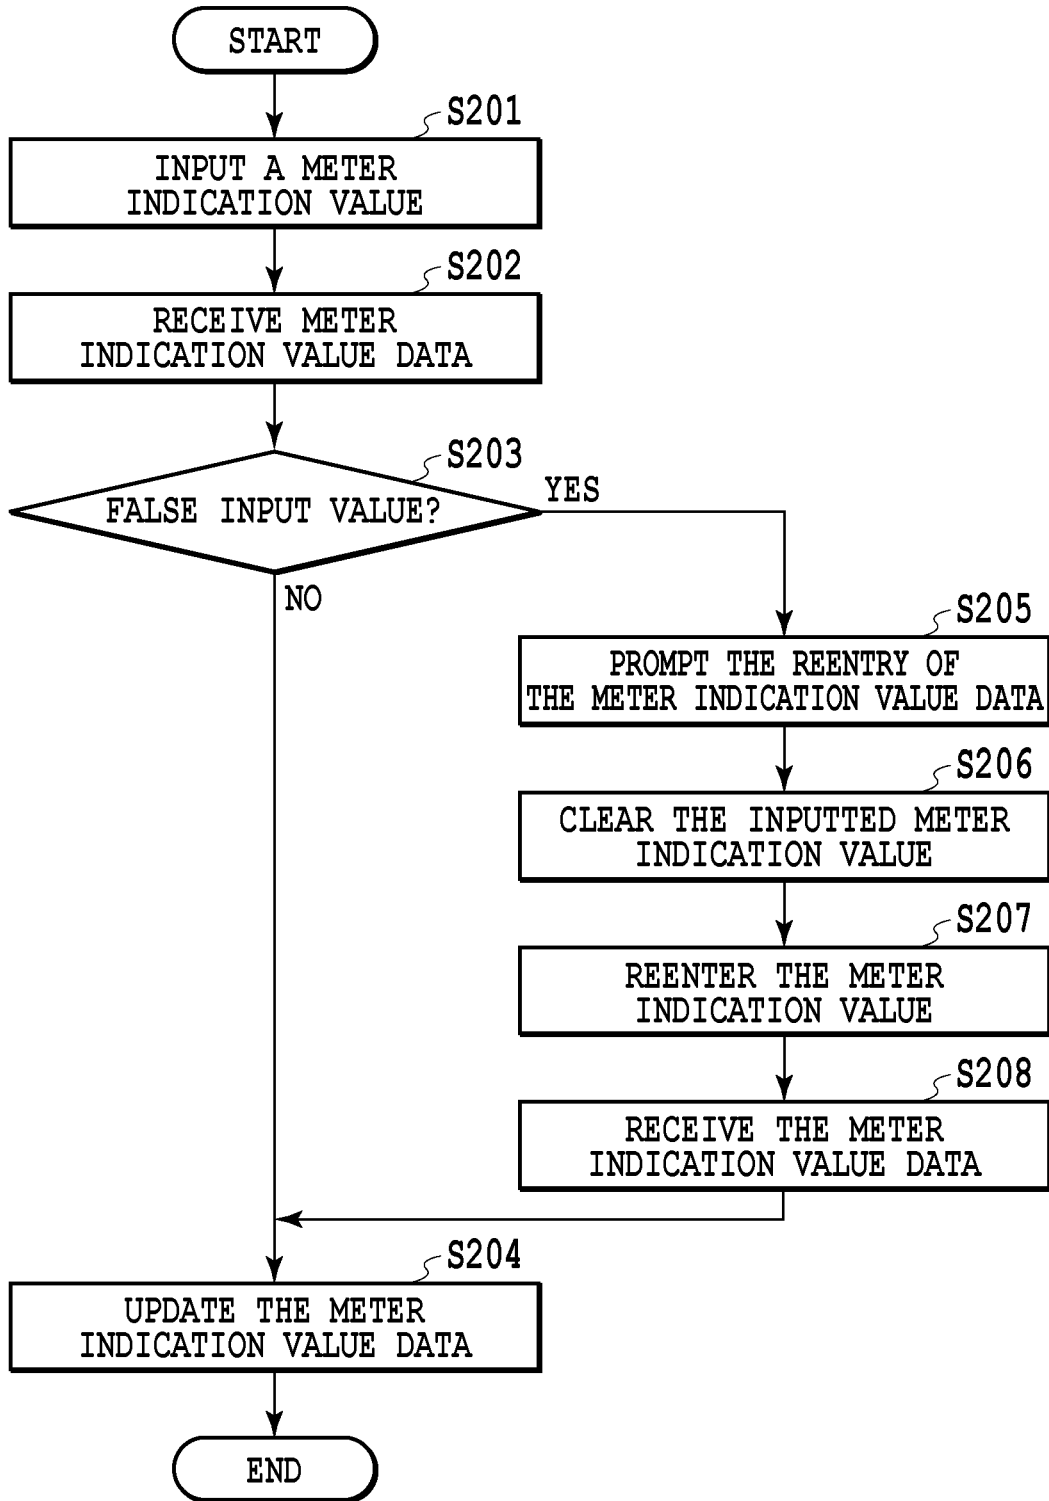 START
S201
INPUT A METER
INDICATION VALUE
S202
RECEIVE METER
INDICATION VALUE DATA
S203
FALSE INPUT VALUE?
YES
NO
S205
PROMPT THE REENTRY OF
THE METER INDICATION VALUE DATA
S206
CLEAR THE INPUTTED METER
INDICATION VALUE
S207
REENTER THE METER
INDICATION VALUE
S208
RECEIVE THE METER
INDICATION VALUE DATA
S204
UPDATE THE METER
INDICATION VALUE DATA
END